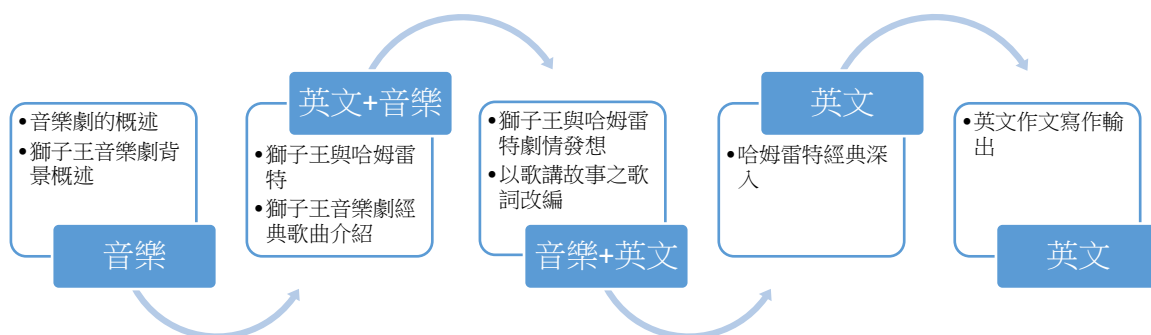 •音樂劇的概述
•獅子王音樂劇背
景概述
音樂
英文+音樂
•獅子王與哈姆雷
特
•獅子王音樂劇經
典歌曲介紹
•獅子王與哈姆雷
特劇情發想
•以歌講故事之歌
詞改編
音樂+英文
英文
•哈姆雷特經典深
入
•英文作文寫作輸
出
英文